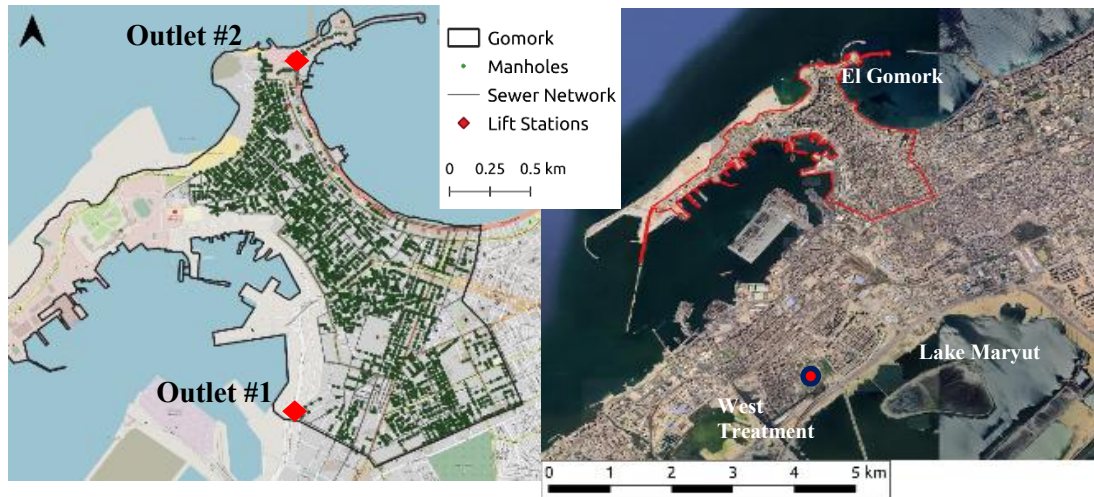 Outlet #2
Gomork
Manholes
Sewer Network
Lift Stations
0 0.25 0.5 km
Outlet #1
El Gomork
Lake Maryut
West
Treatment
0 1 2 3 4 5 km